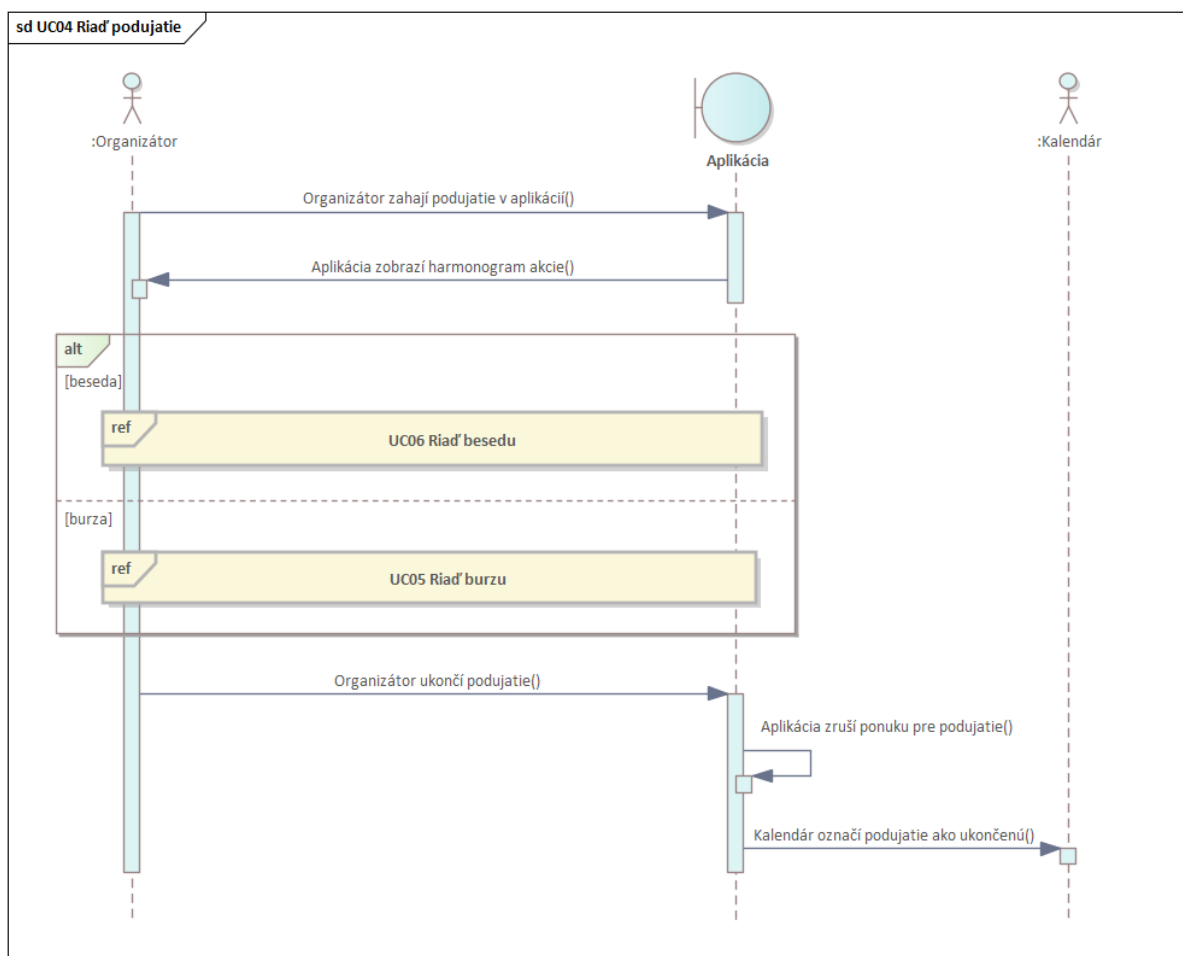 sd UC04 Riaď podujatie
:Organizátor
Aplikácia
:Kalendár
Organizátor zahají podujatie v aplikácií()
Aplikácia zobrazí harmonogram akcie()
alt
[beseda]
ref
UC06 Riaď besedu
[burza]
ref
UC05 Riaď burzu
Organizátor ukončí podujatie()
Aplikácia zruší ponuku pre podujatie()
Kalendár označí podujatie ako ukončenú()